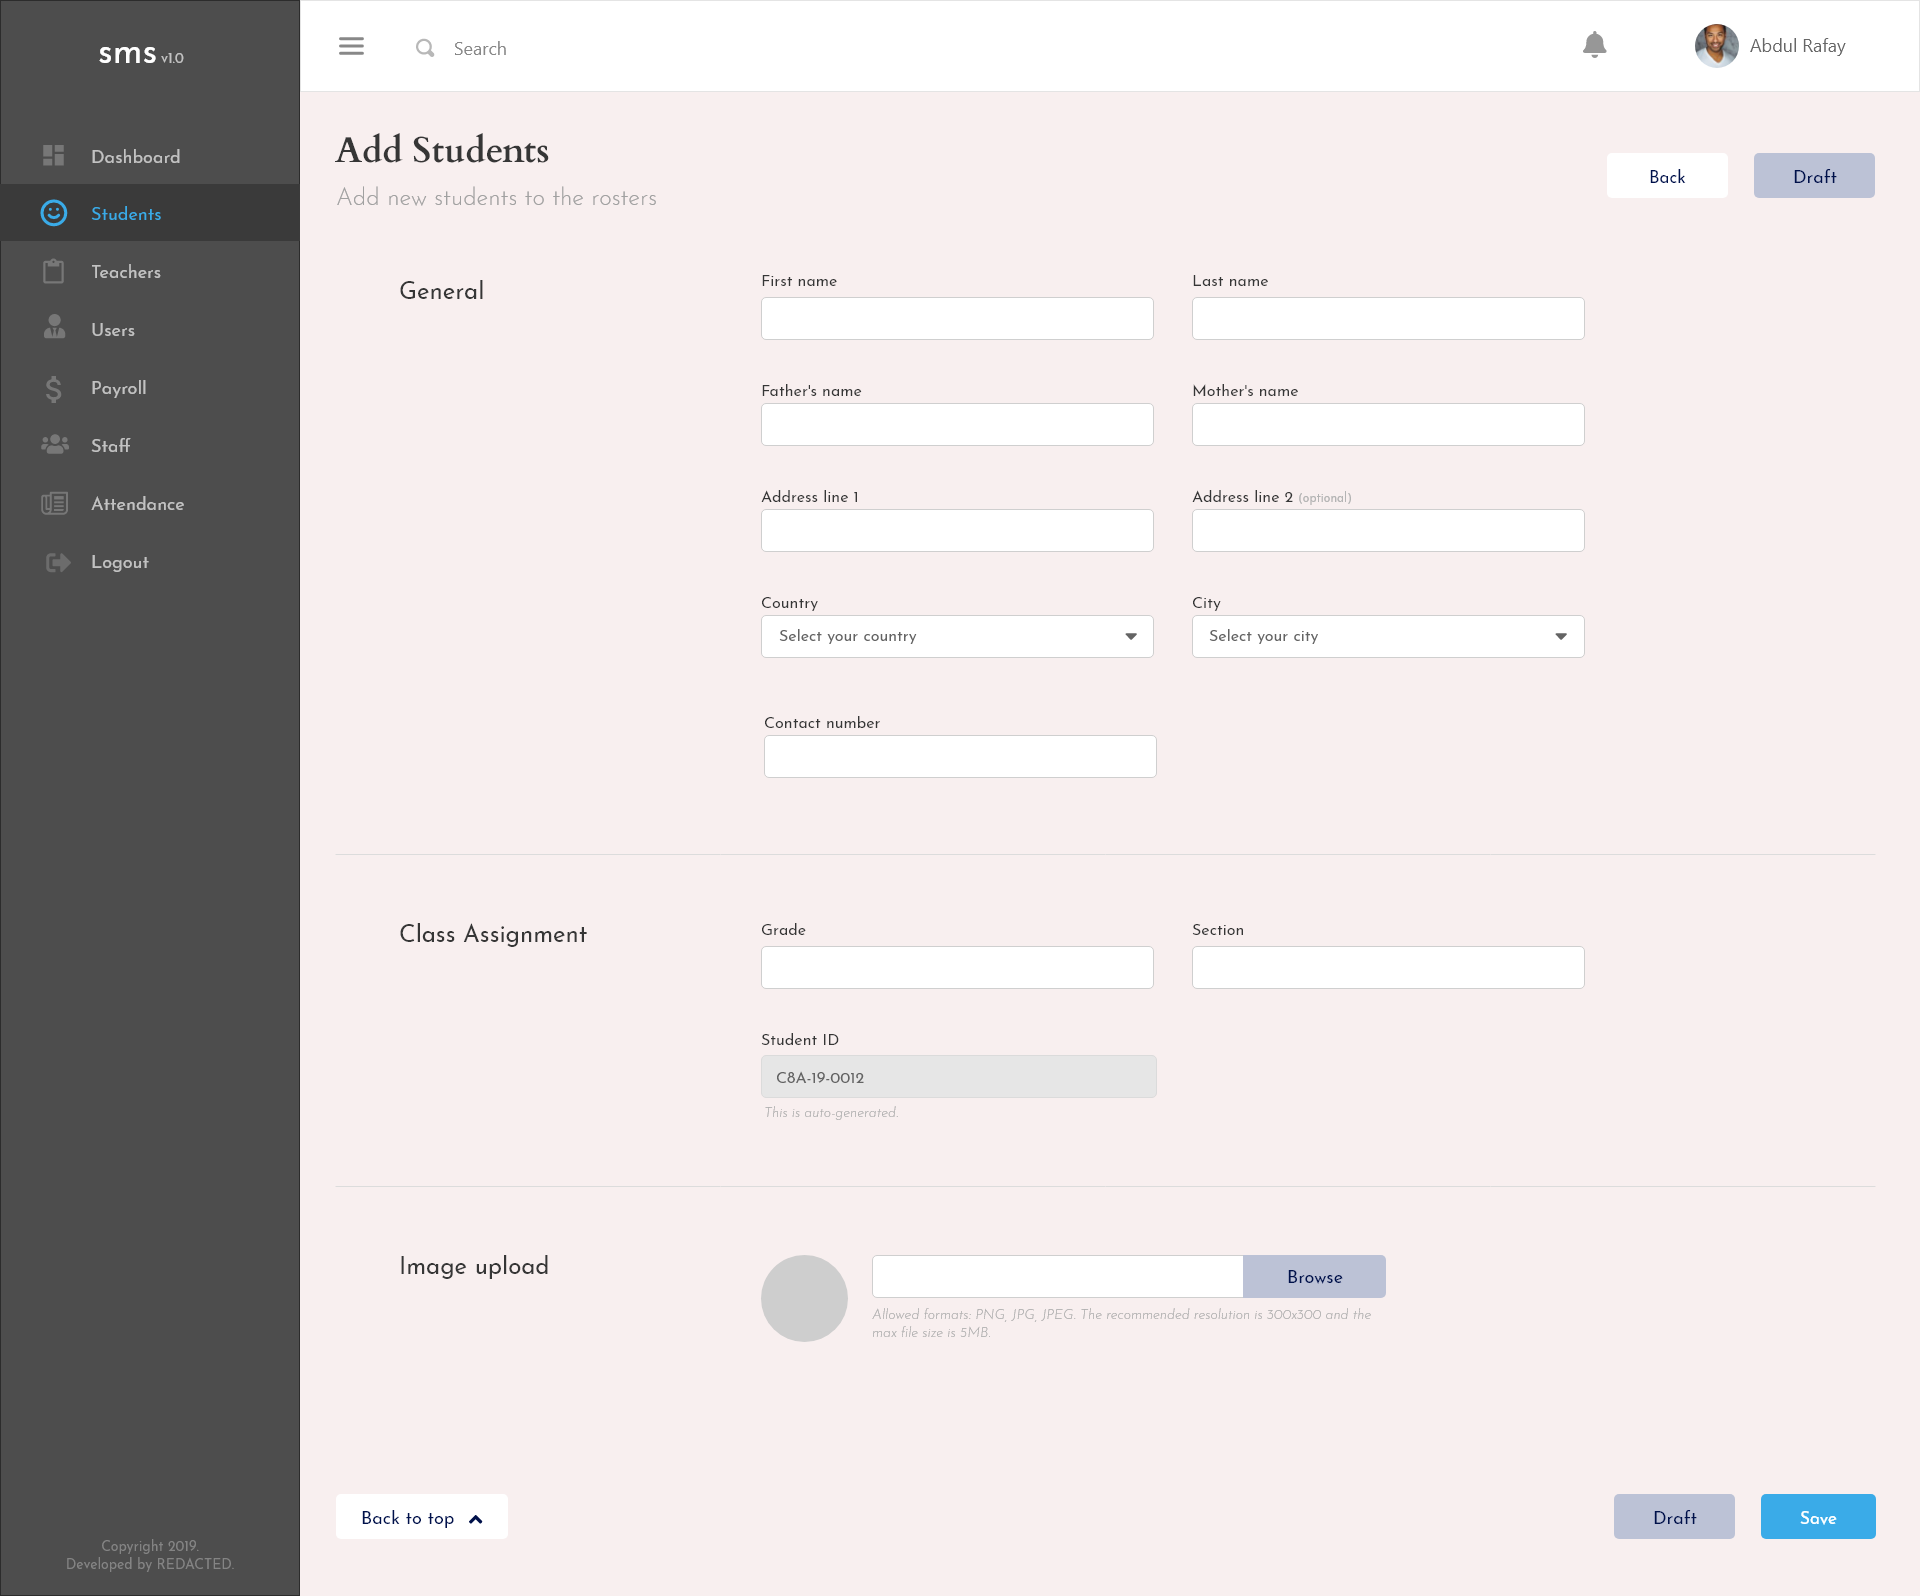 sms v1.0
Dashboard
Students
Teachers
Users
Payroll
Staff
Attendance
Logout
Copyright 2019.
Developed by REDACTED.
Search
Abdul Rafay
Add Students
Add new students to the rosters
Back
Draft
General
First name
Last name
Father's name
Mother's name
Address line 1
Address line 2 (optional)
Country
City
Select your country
Select your city
Contact number
Class Assignment
Grade
Section
Student ID
C8A-19-0012
This is auto-generated.
Image upload
Browse
Allowed formats: PNG, JPG, JPEG. The recommended resolution is 300x300 and the
max file size is 5MB.
Back to top
Draft
Save